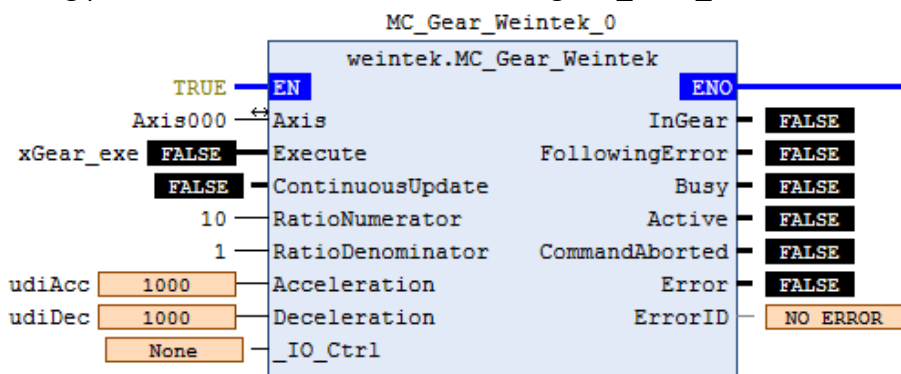 MC_Gear_Weintek_0
weintek.MC_Gear_Weintek
TRUE EN ENO
Axis000 Axis InGear FALSE
xGear_exe FALSE Execute FollowingError FALSE
FALSE ContinuousUpdate Busy FALSE
10 RatioNumerator Active FALSE
1 RatioDenominator CommandAborted FALSE
udiAcc 1000 Acceleration Error FALSE
udiDec 1000 Deceleration ErrorID NO ERROR
None _IO_Ctrl